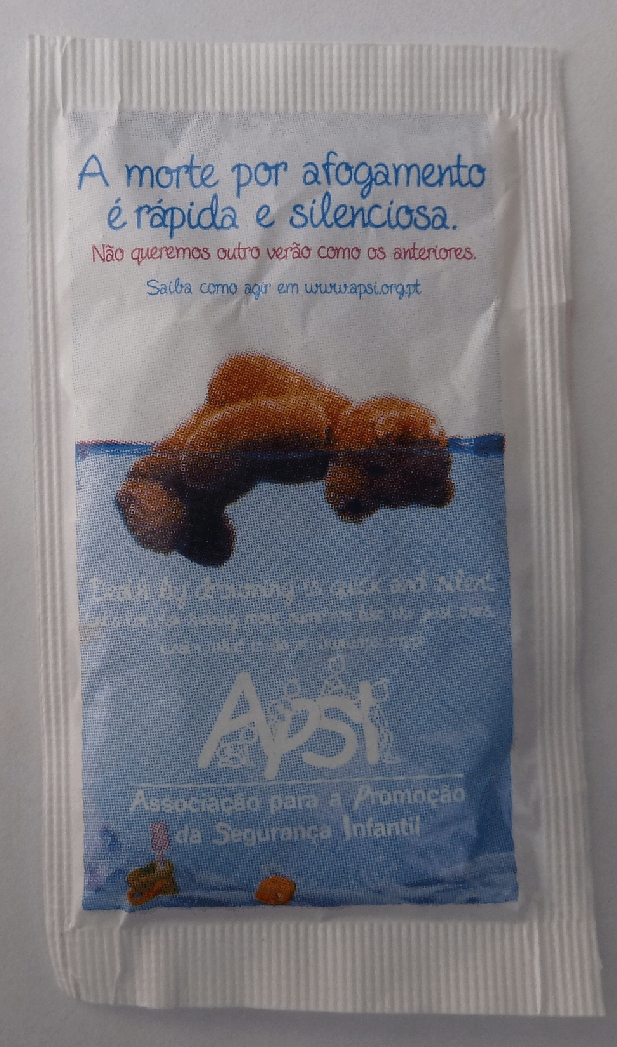 A morte por afogamento
é rápida e silenciosa.
Não queremos outro verão como os anteriores.
Saiba como agir em www.apsi.org.pt
Death by drowning is quick and silent.
Apsi
Associação para a Promoção
da Segurança Infantil